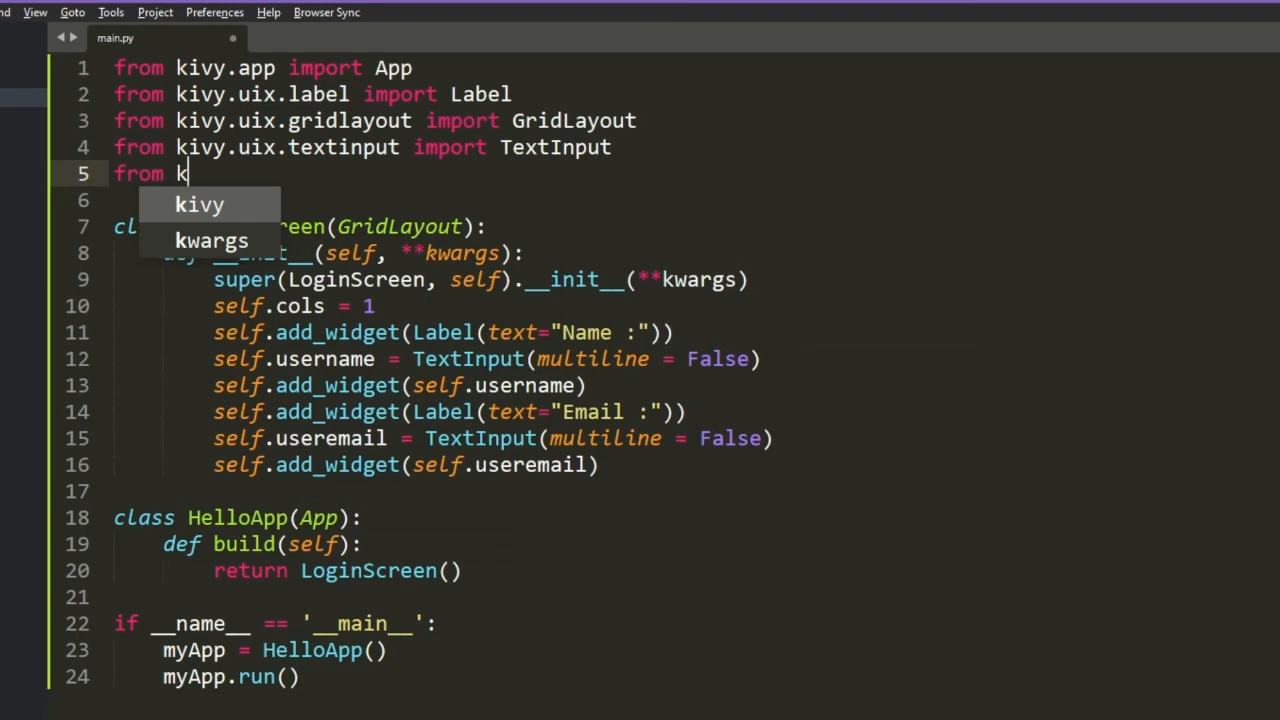 View Goto Tools Project Preferences Help Browser Sync
main.py
1 from kivy.app import App
2 from kivy.uix.label import Label
3 from kivy.uix.gridlayout import GridLayout
4 from kivy.uix.textinput import TextInput
5 from k
6 kivy
7 reen(GridLayout):
kwargs
8 __init__(self, **kwargs):
9 super(LoginScreen, self).__init__(**kwargs)
10 self.cols = 1
11 self.add_widget(Label(text="Name :"))
12 self.username = TextInput(multiline = False)
13 self.add_widget(self.username)
14 self.add_widget(Label(text="Email :"))
15 self.useremail = TextInput(multiline = False)
16 self.add_widget(self.useremail)
17
18 class HelloApp(App):
19 def build(self):
20 return LoginScreen()
21
22 if __name__ == '__main__':
23 myApp = HelloApp()
24 myApp.run()